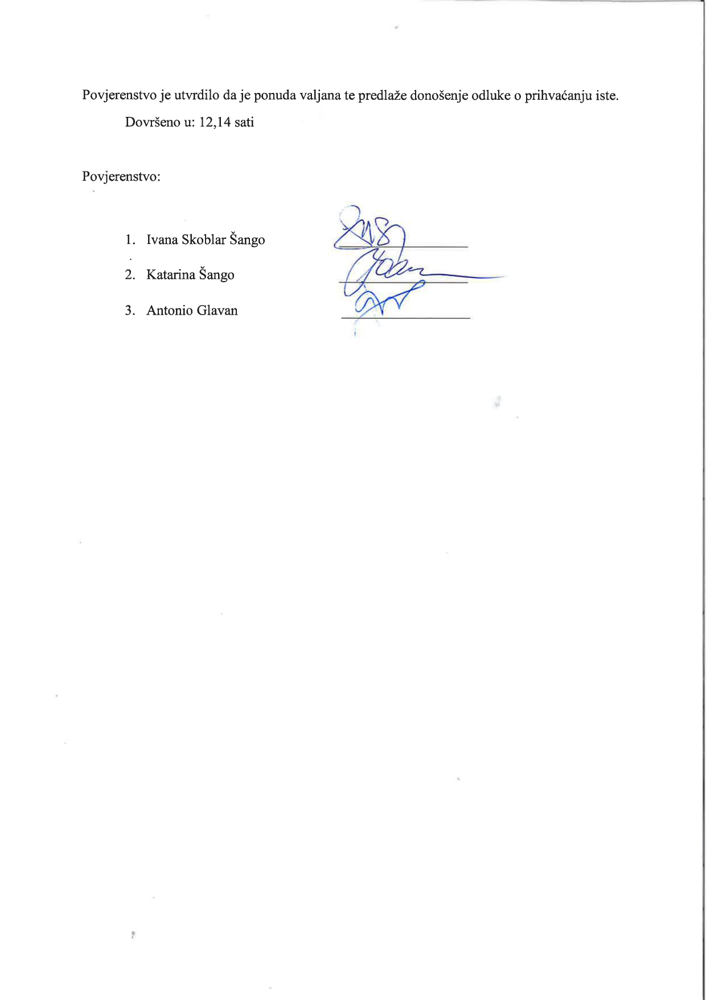 Povjerenstvo je utvrdilo da je ponuda valjana te predlaže donošenje odluke o prihvaćanju iste.
Dovršeno u: 12,14 sati
Povjerenstvo:
1. Ivana Skoblar Šango
2. Katarina Šango
3. Antonio Glavan